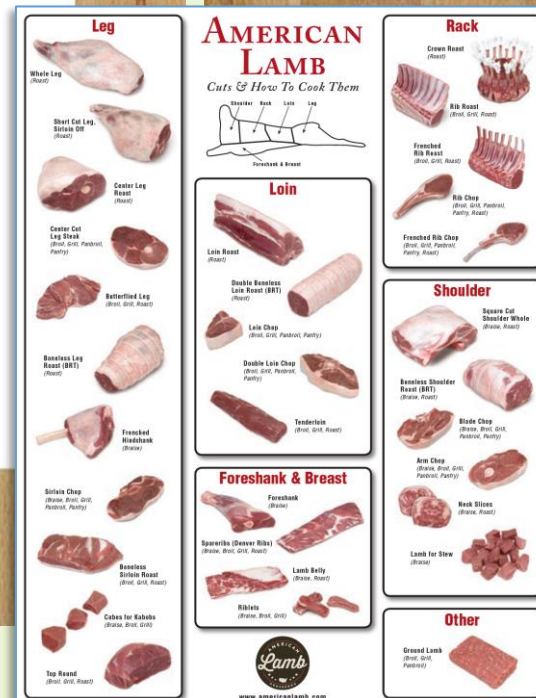 AMERICAN
LAMB
Cuts & How To Cook Them
Shoulder Rack Loin Leg
Foreshank & Breast
Leg
Whole Leg
(Roast)
Short Cut Leg,
Sirloin Off
(Roast)
Center Leg
Roast
(Roast)
Center Cut
Leg Steak
(Broil, Grill, Panbroil,
Panfry)
Butterflied Leg
(Broil, Grill, Roast)
Boneless Leg
Roast (BRT)
(Roast)
Frenched
Hindshank
(Braise)
Sirloin Chop
(Braise, Broil, Grill,
Panbroil, Panfry)
Boneless
Sirloin Roast
(Broil, Grill, Roast)
Cubes for Kabobs
(Braise, Broil, Grill)
Top Round
(Broil, Grill, Roast)
Loin
Loin Roast
(Roast)
Double Boneless
Loin Roast (BRT)
(Roast)
Loin Chop
(Broil, Grill, Panbroil, Panfry)
Double Loin Chop
(Broil, Grill, Panbroil,
Panfry)
Tenderloin
(Broil, Grill, Roast)
Foreshank & Breast
Foreshank
(Braise)
Spareribs (Denver Ribs)
(Braise, Broil, Grill, Roast)
Lamb Belly
(Braise, Roast)
Riblets
(Braise, Broil, Grill)
AMERICAN
Lamb
www.americanlamb.com
Rack
Crown Roast
(Roast)
Rib Roast
(Broil, Grill, Roast)
Frenched
Rib Roast
(Broil, Grill, Roast)
Rib Chop
(Broil, Grill, Panbroil,
Panfry, Roast)
Frenched Rib Chop
(Broil, Grill, Panbroil,
Panfry, Roast)
Shoulder
Square Cut
Shoulder Whole
(Braise, Roast)
Boneless Shoulder
Roast (BRT)
(Braise, Roast)
Blade Chop
(Braise, Broil, Grill,
Panbroil, Panfry)
Arm Chop
(Braise, Broil, Grill,
Panbroil, Panfry)
Neck Slices
(Braise, Roast)
Lamb for Stew
(Braise)
Other
Ground Lamb
(Broil, Grill,
Panbroil)